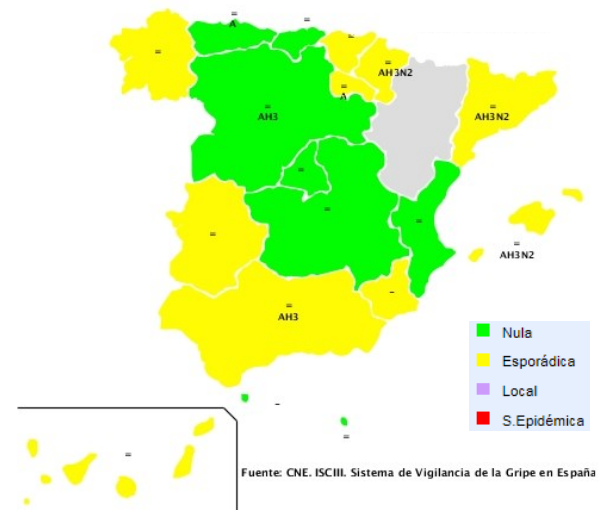 =
A
=
=
=
=
AH3N2
=
A
=
AH3
=
AH3N2
=
=
=
=
=
AH3N2
–
=
AH3
Nula
Esporádica
Local
S.Epidémica
–
=
=
Fuente: CNE. ISCIII. Sistema de Vigilancia de la Gripe en España